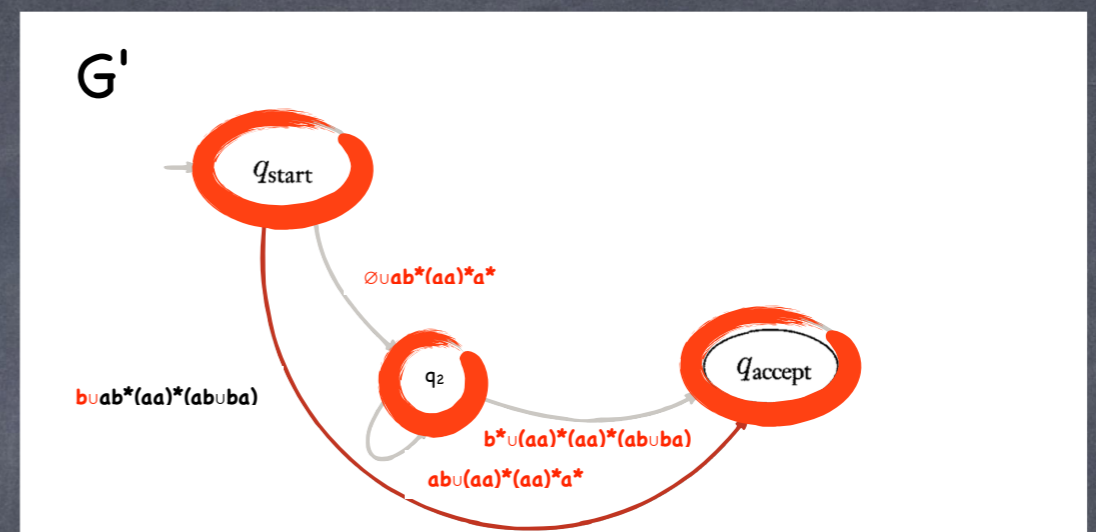 G'
qstart
∅∪ab*(aa)*a*
q2
qaccept
b∪ab*(aa)*(ab∪ba)
b*∪(aa)*(aa)*(ab∪ba)
ab∪(aa)*(aa)*a*